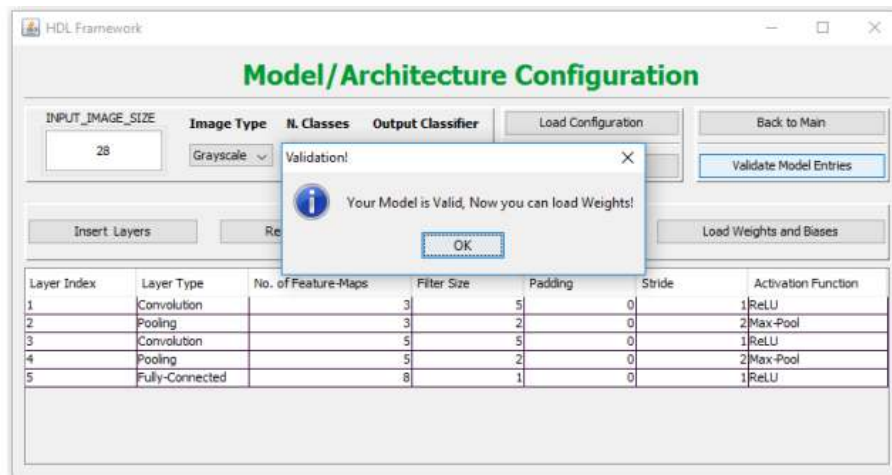 HDL Framework
Model/Architecture Configuration
INPUT_IMAGE_SIZE
Image Type N. Classes Output Classifier
Load Configuration
Back to Main
28
Grayscale
Validation!
Validate Model Entries
Your Model is Valid, Now you can load Weights!
OK
Insert Layers
Load Weights and Biases
Layer Index Layer Type No. of Feature-Maps Filter Size Padding Stride Activation Function
1 Convolution 3 5 0 1 ReLU
2 Pooling 3 2 0 2 Max-Pool
3 Convolution 5 5 0 1 ReLU
4 Pooling 5 2 0 2 Max-Pool
5 Fully-Connected 8 1 0 1 ReLU